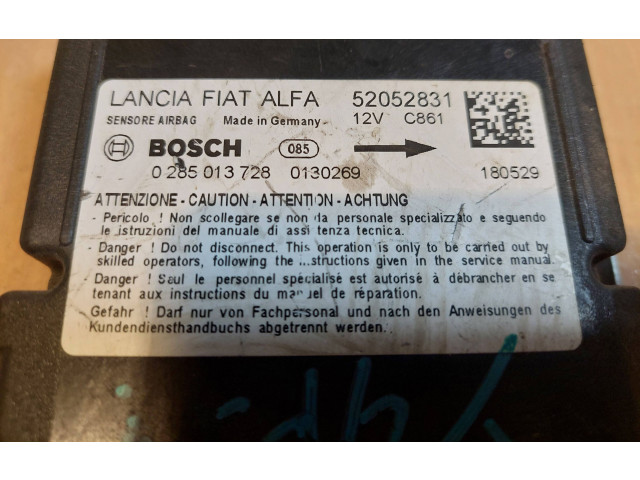 LANCIA FIAT ALFA 52052831
SENSORE AIRBAG Made in Germany 12V C861
BOSCH 085
0 285 013 728 0130269 180529
ATTENZIONE - CAUTION - ATTENTION - ACHTUNG
- Pericolo ! Non scollegare se non da personale specializzato e seguendo
le istruzioni del manuale di assi tenza tecnica.
- Danger ! Do not disconnect. This operation is only to be carried out by
skilled operators, following the ...structions given in the service manual.
Danger ! Saul le personnel spécialisé est autorisé à débrancher en se
tenant aux instructions du manuel de réparation.
Gefahr ! Darf nur von Fachpersonal und nach den Anweisungen des
Kundendiensthandbuchs abgetrennt werden.